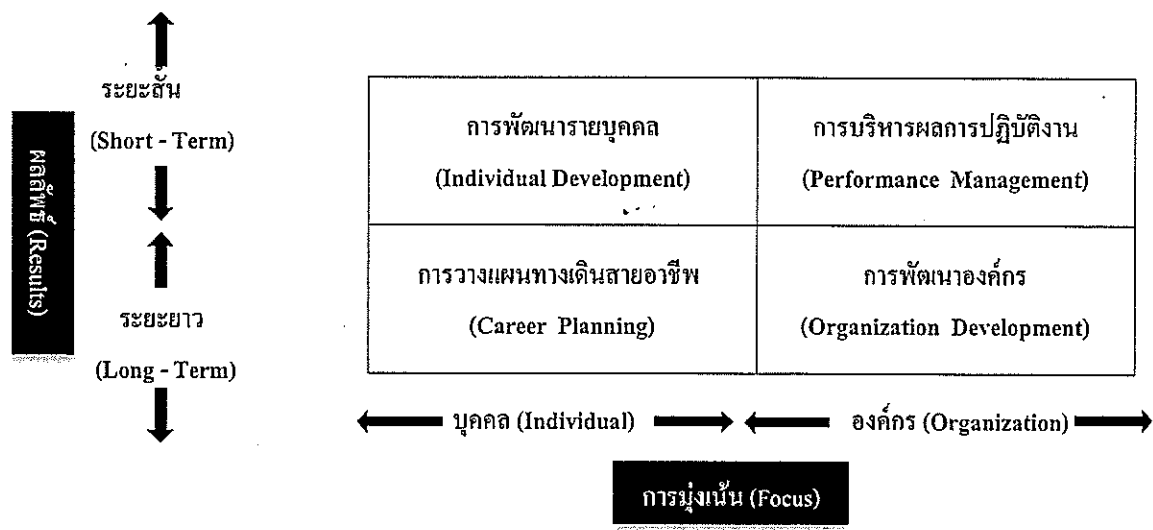 ระยะสั้น
(Short - Term)
ผลลัพธ์ (Results)
ระยะยาว
(Long - Term)
การพัฒนารายบุคคล
(Individual Development)
การบริหารผลการปฏิบัติงาน
(Performance Management)
การวางแผนทางเดินสายอาชีพ
(Career Planning)
การพัฒนาองค์กร
(Organization Development)
บุคคล (Individual)
องค์กร (Organization)
การมุ่งเน้น (Focus)